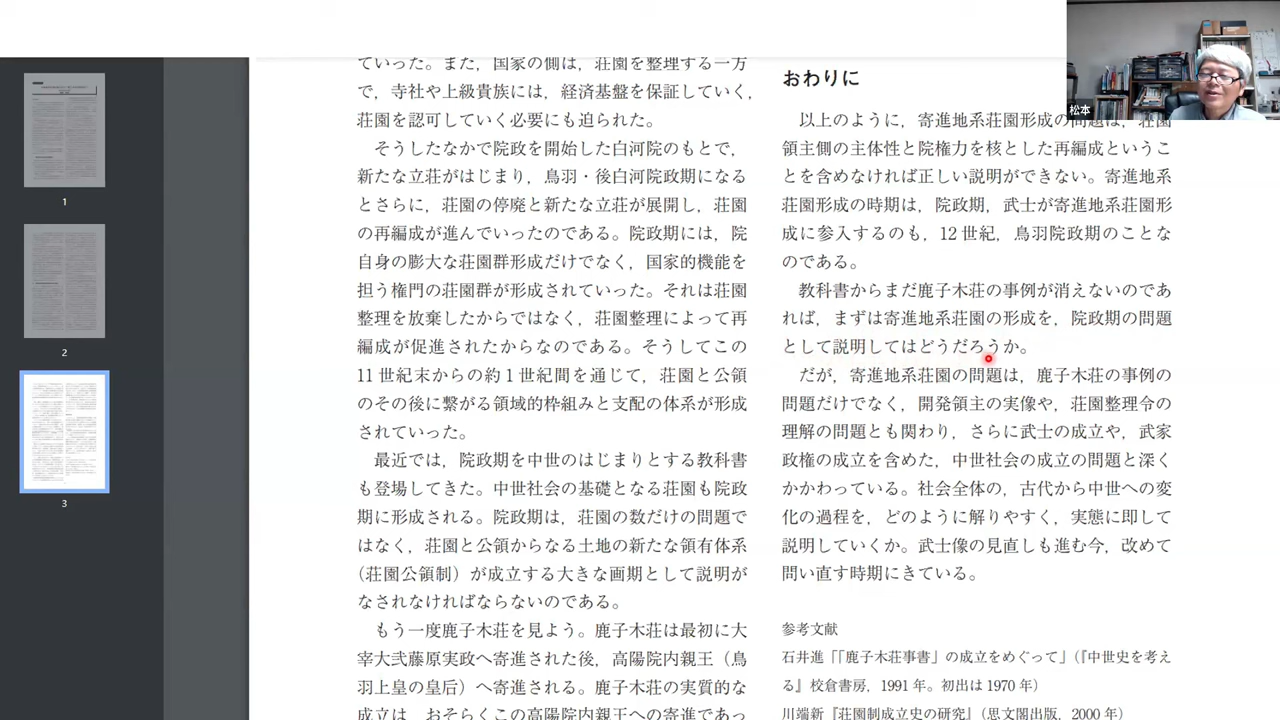 ていった。また，国家の側は，荘園を整理する一方
で，寺社や上級貴族には，経済基盤を保証していく，
荘園を認可していく必要にも迫られた。
そうしたなかで院政を開始した白河院のもとで，
新たな立荘がはじまり，鳥羽・後白河院政期になる
とさらに，荘園の停廃と新たな立荘が展開し，荘園
の再編成が進んでいったのである。院政期には，院
自身の膨大な荘園群形成だけでなく，国家的機能を
担う権門の荘園群が形成されていった。それは荘園
整理を放棄したのではなく，荘園整理によって再
編成が促進されたからなのである。そうしてこの
11世紀末からの約1世紀間を通じて，荘園と公領
のその後に繋がる領域的枠組みと支配の体系が形成
されていった。
最近では，院政期を中世のはじまりとする教科書
も登場してきた。中世社会の基礎となる荘園も院政
期に形成される。院政期は，荘園の数だけの問題で
はなく，荘園と公領からなる土地の新たな領有体系
（荘園公領制）が成立する大きな画期として説明が
なされなければならないのである。
もう一度鹿子木荘を見よう。鹿子木荘は最初に大
宰大弐藤原実政へ寄進された後，高陽院内親王（鳥
羽上皇の皇后）へ寄進される。鹿子木荘の実質的な
成立は，おそらくこの高陽院内親王への寄進であっ
おわりに
以上のように，寄進地系荘園形成の問題は，荘園
領主側の主体性と院権力を核とした再編成というこ
とを含めなければ正しい説明ができない。寄進地系
荘園形成の時期は，院政期，武士が寄進地系荘園形
成に参入するのも，12世紀，鳥羽院政期のことな
のである。
教科書からまだ鹿子木荘の事例が消えないのであ
れば，まずは寄進地系荘園の形成を，院政期の問題
として説明してはどうだろうか。
だが，寄進地系荘園の問題は，鹿子木荘の事例の
問題だけでなく，開発領主の実像や，荘園整理令の
理解の問題とも関わり，さらに武士の成立や，武家
政権の成立を含めた，中世社会の成立の問題と深く
かかわっている。社会全体の，古代から中世への変
化の過程を，どのように解りやすく，実態に即して
説明していくか。武士像の見直しも進む今，改めて
問い直す時期にきている。
参考文献
石井進「「鹿子木荘事書」の成立をめぐって」（『中世史を考え
る』校倉書房，1991年。初出は1970年）
川端新『荘園制成立史の研究』（思文閣出版，2000年）
1
2
3
松本